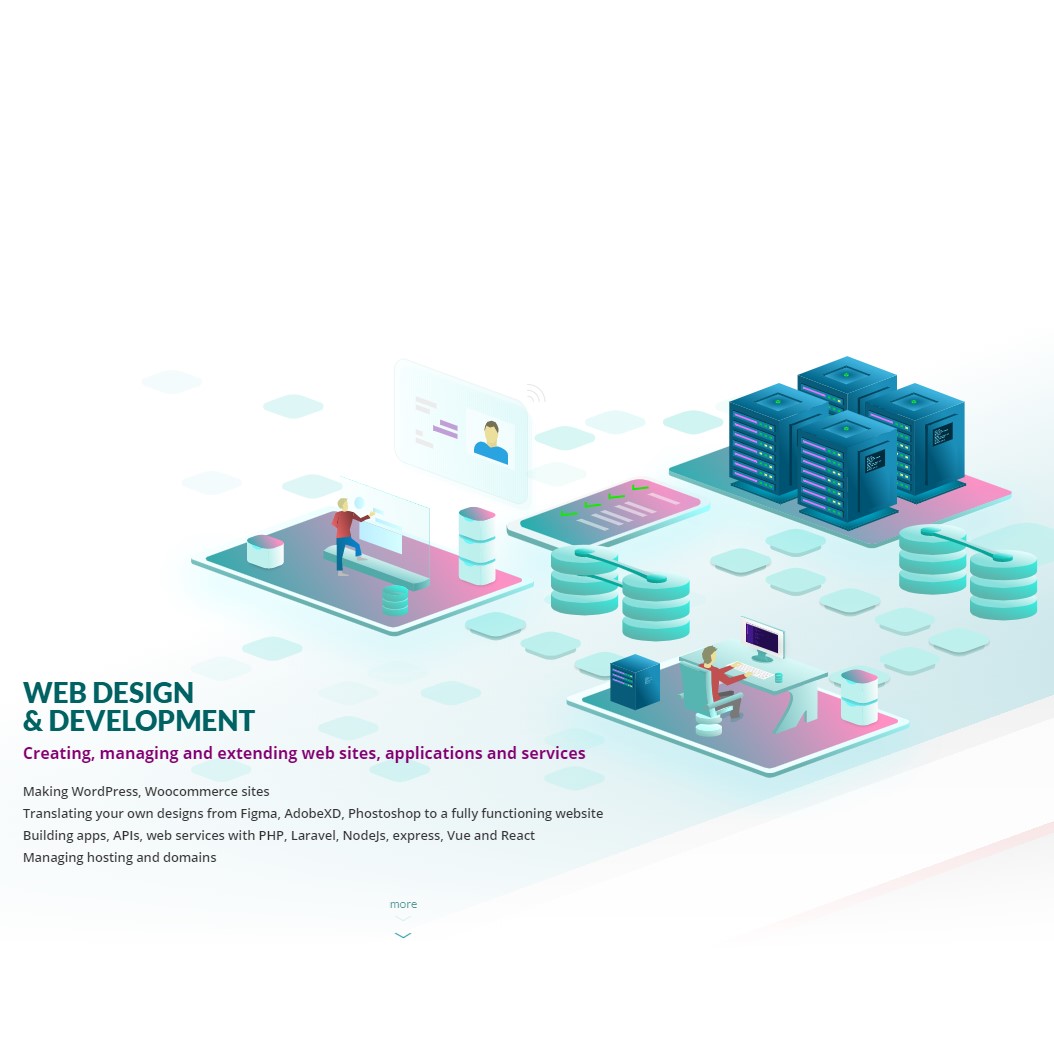 WEB DESIGN
& DEVELOPMENT
Creating, managing and extending web sites, applications and services
Making WordPress, Woocommerce sites
Translating your own designs from Figma, AdobeXD, Phostoshop to a fully functioning website
Building apps, APIs, web services with PHP, Laravel, NodeJs, express, Vue and React
Managing hosting and domains
more